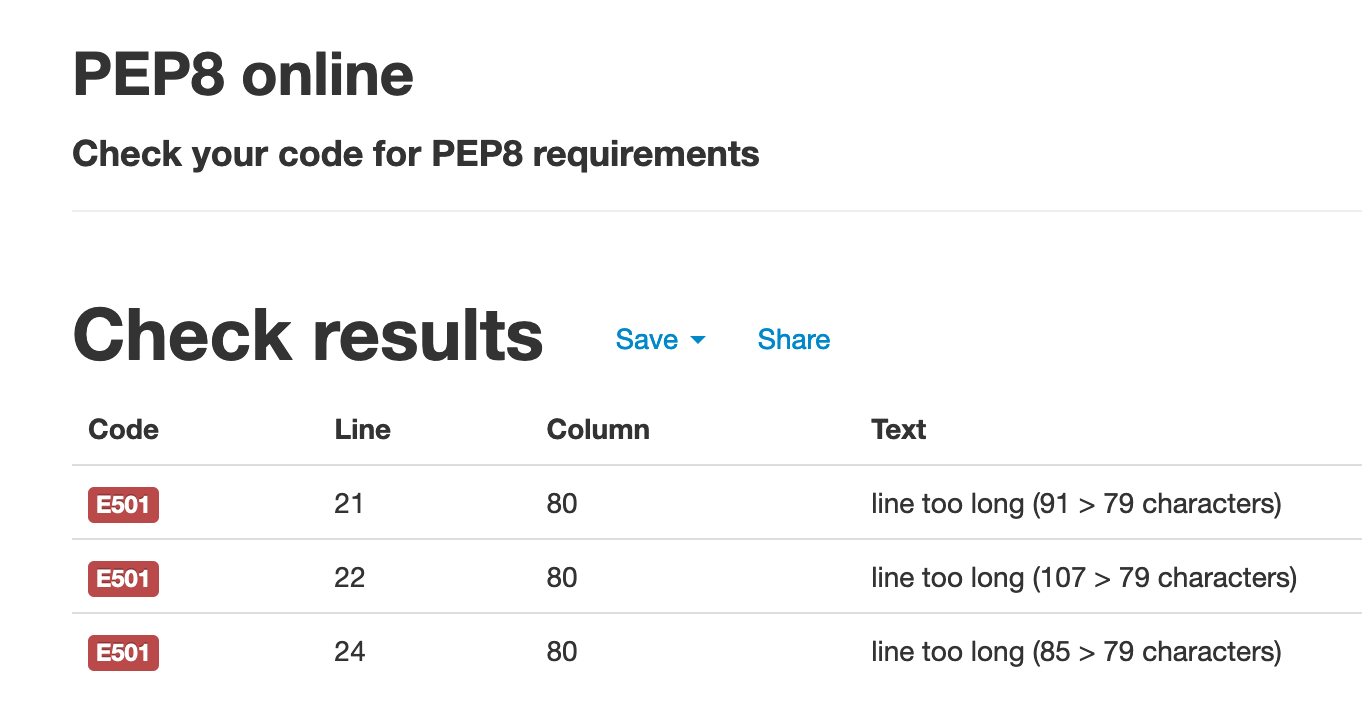 PEP8 online
Check your code for PEP8 requirements
Check results Save Share
Code Line Column Text
E501 21 80 line too long (91 > 79 characters)
E501 22 80 line too long (107 > 79 characters)
E501 24 80 line too long (85 > 79 characters)